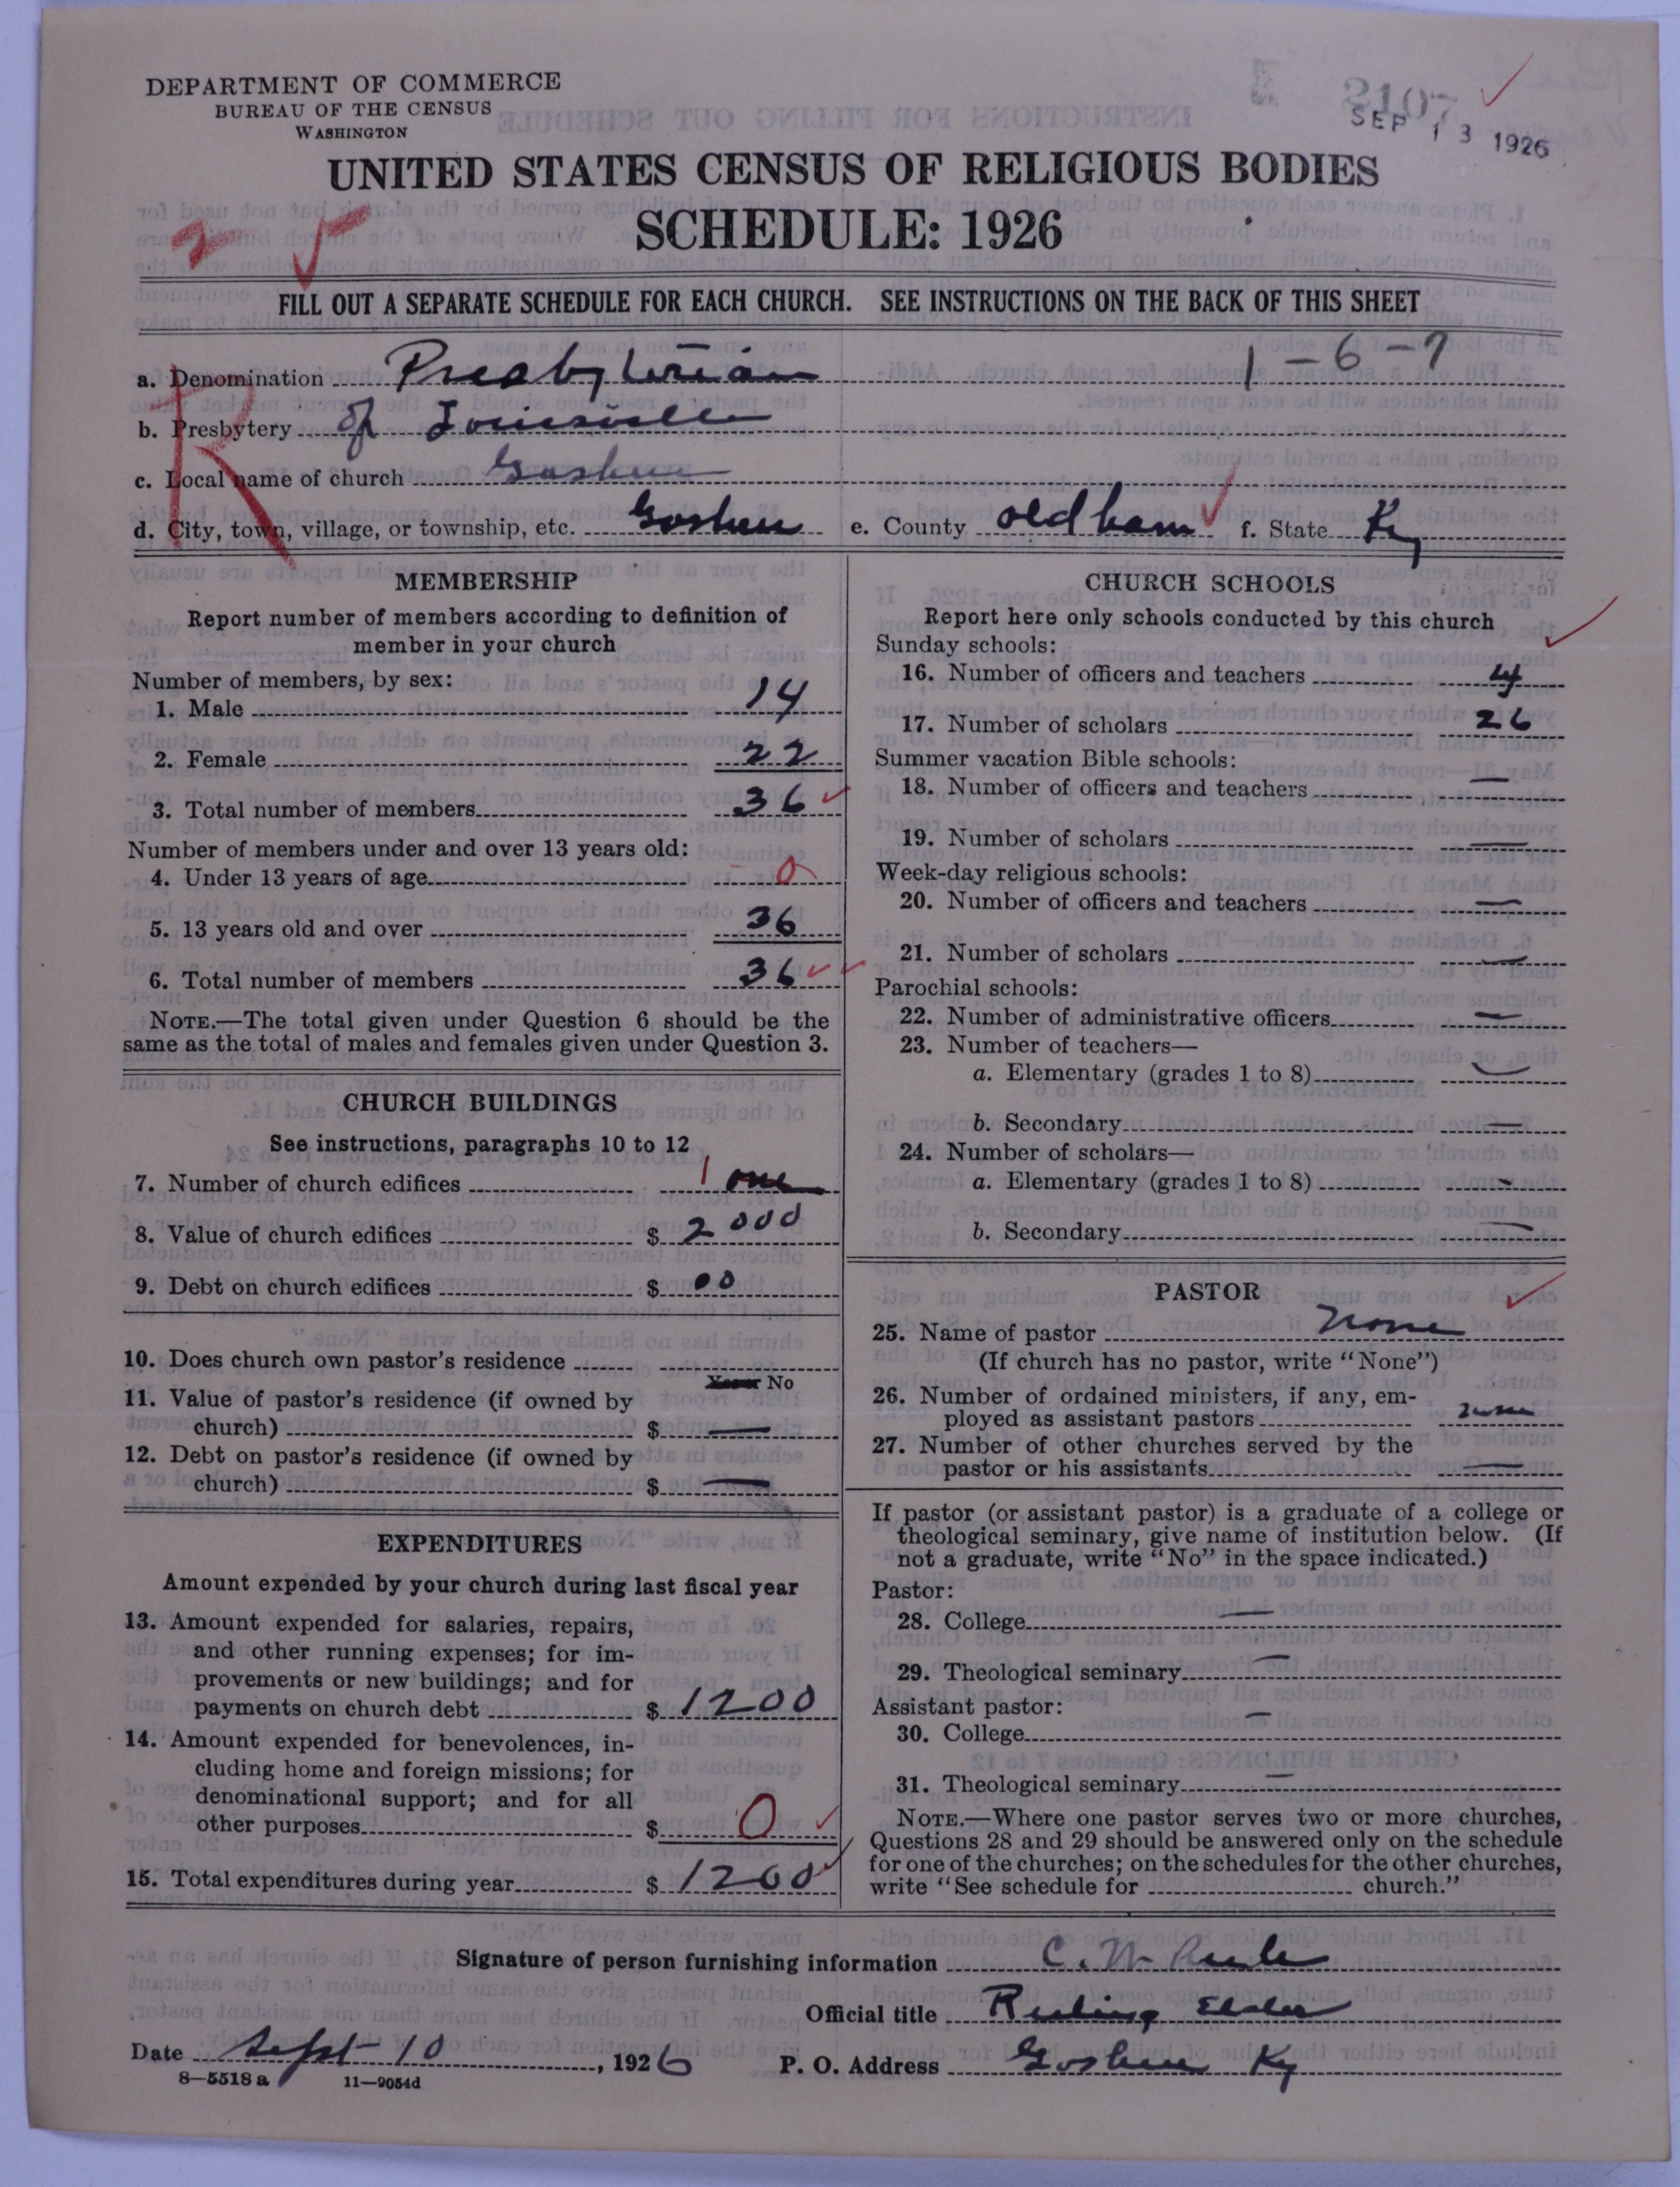 DEPARTMENT OF COMMERCE
BUREAU OF THE CENSUS
WASHINGTON
2107
SEP 13 1926
UNITED STATES CENSUS OF RELIGIOUS BODIES
SCHEDULE: 1926
2
FILL OUT A SEPARATE SCHEDULE FOR EACH CHURCH. SEE INSTRUCTIONS ON THE BACK OF THIS SHEET
R
a. Denomination Presbyterian 1-6-7
b. Presbytery of Louisville
c. Local name of church Goshen
d. City, town, village, or township, etc. Goshen e. County Oldham f. State Ky
MEMBERSHIP
Report number of members according to definition of
member in your church
Number of members, by sex:
1. Male 14
2. Female 22
3. Total number of members 36
Number of members under and over 13 years old:
4. Under 13 years of age 0
5. 13 years old and over 36
6. Total number of members 36
NOTE.—The total given under Question 6 should be the
same as the total of males and females given under Question 3.
CHURCH BUILDINGS
See instructions, paragraphs 10 to 12
7. Number of church edifices 1 one
8. Value of church edifices $ 2000
9. Debt on church edifices $ 00
10. Does church own pastor's residence
Yes or No
11. Value of pastor's residence (if owned by
church) $ —
12. Debt on pastor's residence (if owned by
church) $ —
EXPENDITURES
Amount expended by your church during last fiscal year
13. Amount expended for salaries, repairs,
and other running expenses; for im-
provements or new buildings; and for
payments on church debt $ 1200
14. Amount expended for benevolences, in-
cluding home and foreign missions; for
denominational support; and for all
other purposes $ 0
15. Total expenditures during year $ 1200
CHURCH SCHOOLS
Report here only schools conducted by this church
Sunday schools:
16. Number of officers and teachers 4
17. Number of scholars 26
Summer vacation Bible schools:
18. Number of officers and teachers —
19. Number of scholars —
Week-day religious schools:
20. Number of officers and teachers —
21. Number of scholars —
Parochial schools:
22. Number of administrative officers —
23. Number of teachers—
a. Elementary (grades 1 to 8) —
b. Secondary —
24. Number of scholars—
a. Elementary (grades 1 to 8) -
b. Secondary —
PASTOR
25. Name of pastor None
(If church has no pastor, write "None")
26. Number of ordained ministers, if any, em-
ployed as assistant pastors none
27. Number of other churches served by the
pastor or his assistants —
If pastor (or assistant pastor) is a graduate of a college or
theological seminary, give name of institution below. (If
not a graduate, write "No" in the space indicated.)
Pastor:
28. College —
29. Theological seminary —
Assistant pastor:
30. College —
31. Theological seminary —
NOTE.—Where one pastor serves two or more churches,
Questions 28 and 29 should be answered only on the schedule
for one of the churches; on the schedules for the other churches,
write "See schedule for church."
Signature of person furnishing information C. W.
Official title Ruling Elder
Date Sept 10, 1926 P. O. Address Goshen Ky
8—5518 a 11—9054d